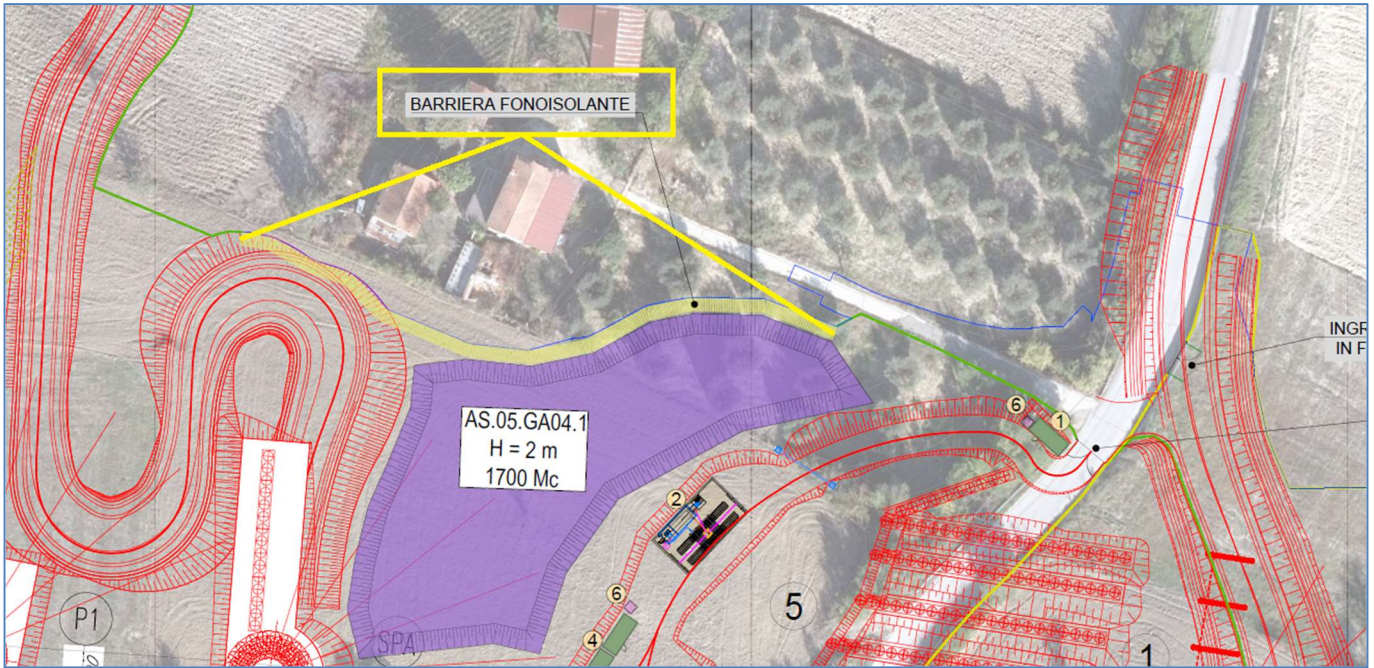 BARRIERA FONOISOLANTE
INGR
IN F
AS.05.GA04.1
H = 2 m
1700 Mc
6
1
2
6
4
5
P1
SPA
1